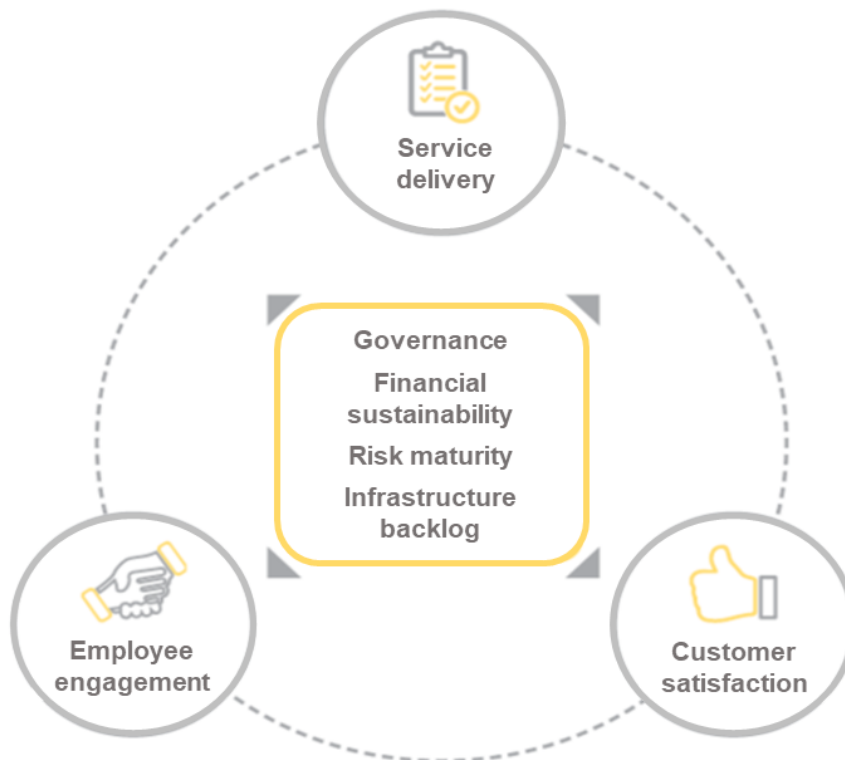 Service
delivery
Governance
Financial
sustainability
Risk maturity
Infrastructure
backlog
Employee
engagement
Customer
satisfaction